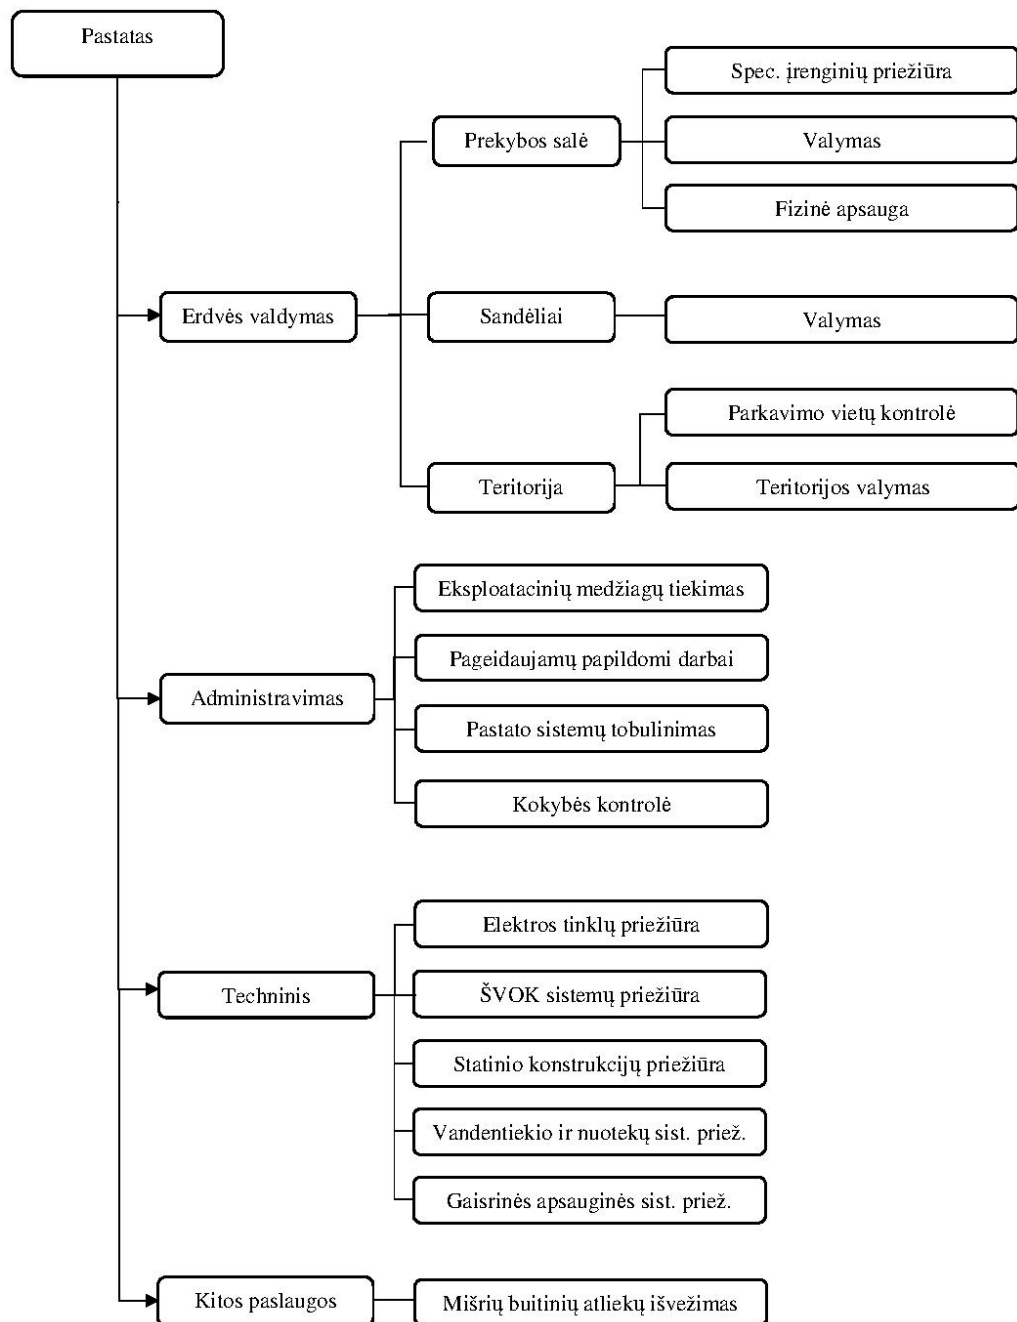 Pastatas
Spec. įrenginių priežiūra
Prekybos salė
Valymas
Fizinė apsauga
Erdvės valdymas
Sandėliai
Valymas
Parkavimo vietų kontrolė
Teritorija
Teritorijos valymas
Eksploatacinių medžiagų tiekimas
Pageidaujamų papildomi darbai
Administravimas
Pastato sistemų tobulinimas
Kokybės kontrolė
Elektros tinklų priežiūra
Techninis
ŠVOK sistemų priežiūra
Statinio konstrukcijų priežiūra
Vandentiekio ir nuotekų sist. priež.
Gaisrinės apsauginės sist. priež.
Kitos paslaugos
Mišrių buitinių atliekų išvežimas